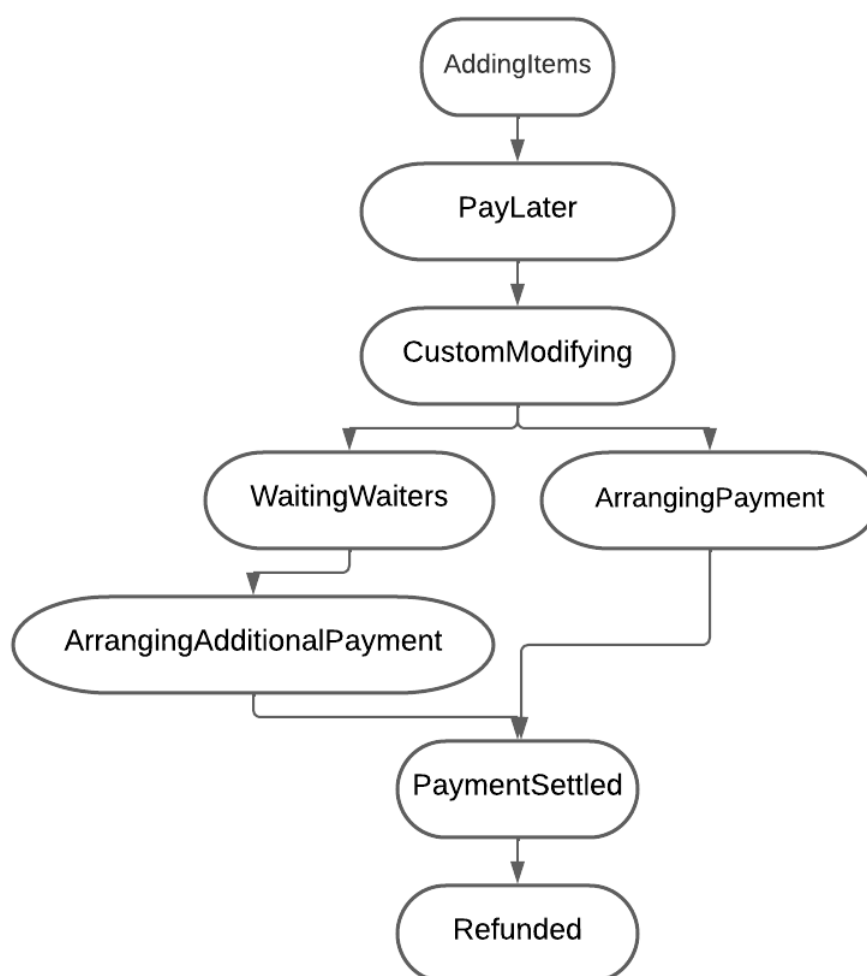 AddingItems
PayLater
CustomModifying
WaitingWaiters
ArrangingPayment
ArrangingAdditionalPayment
PaymentSettled
Refunded